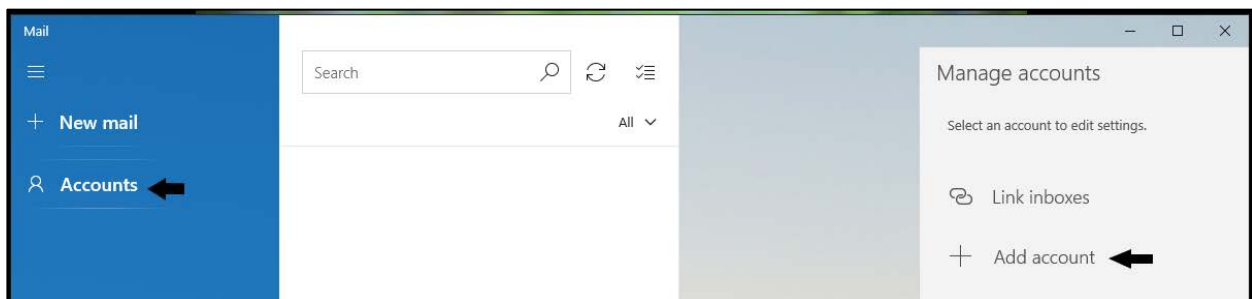 Mail
New mail
Accounts
Search
All
Manage accounts
Select an account to edit settings.
Link inboxes
Add account